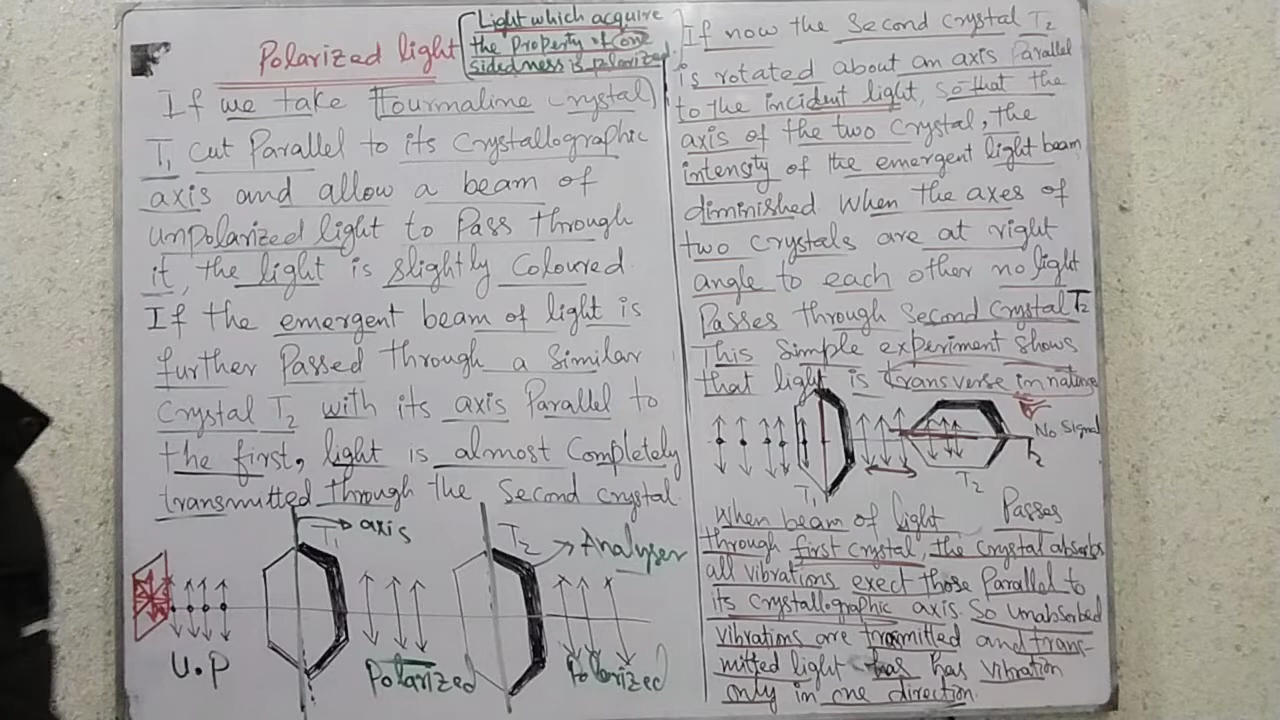 Polarized light
Light which acquire
the Property of one
sidedness is polarized.
If we take Tourmaline Crystal
T1 cut Parallel to its Crystallographic
axis and allow a beam of
unpolarized light to Pass through
it, the light is slightly Coloured.
If the emergent beam of light is
further Passed through a Similar
Crystal T2 with its axis Parallel to
the first, light is almost Completely
transmitted through the Second crystal.
T1 axis
T2 Analyser
U.P
Polarized
Polarized
If now the Second crystal T2
is rotated about an axis Parallel
to the incident light, so that the
axis of the two Crystal, the
intensity of the emergent light beam
diminished when the axes of
two crystals are at right
angle to each other no light
Passes through Second Crystal T2
This Simple experiment shows
that light is transverse in nature
No Signal
T2
T1
T2
When beam of light Passes
through first Crystal, the Crystal absorbs
all vibrations exect those Parallel to
its crystallographic axis. So unabsorbed
vibrations are trasmitted and trans-
mitted light has has vibration
only in one direction.